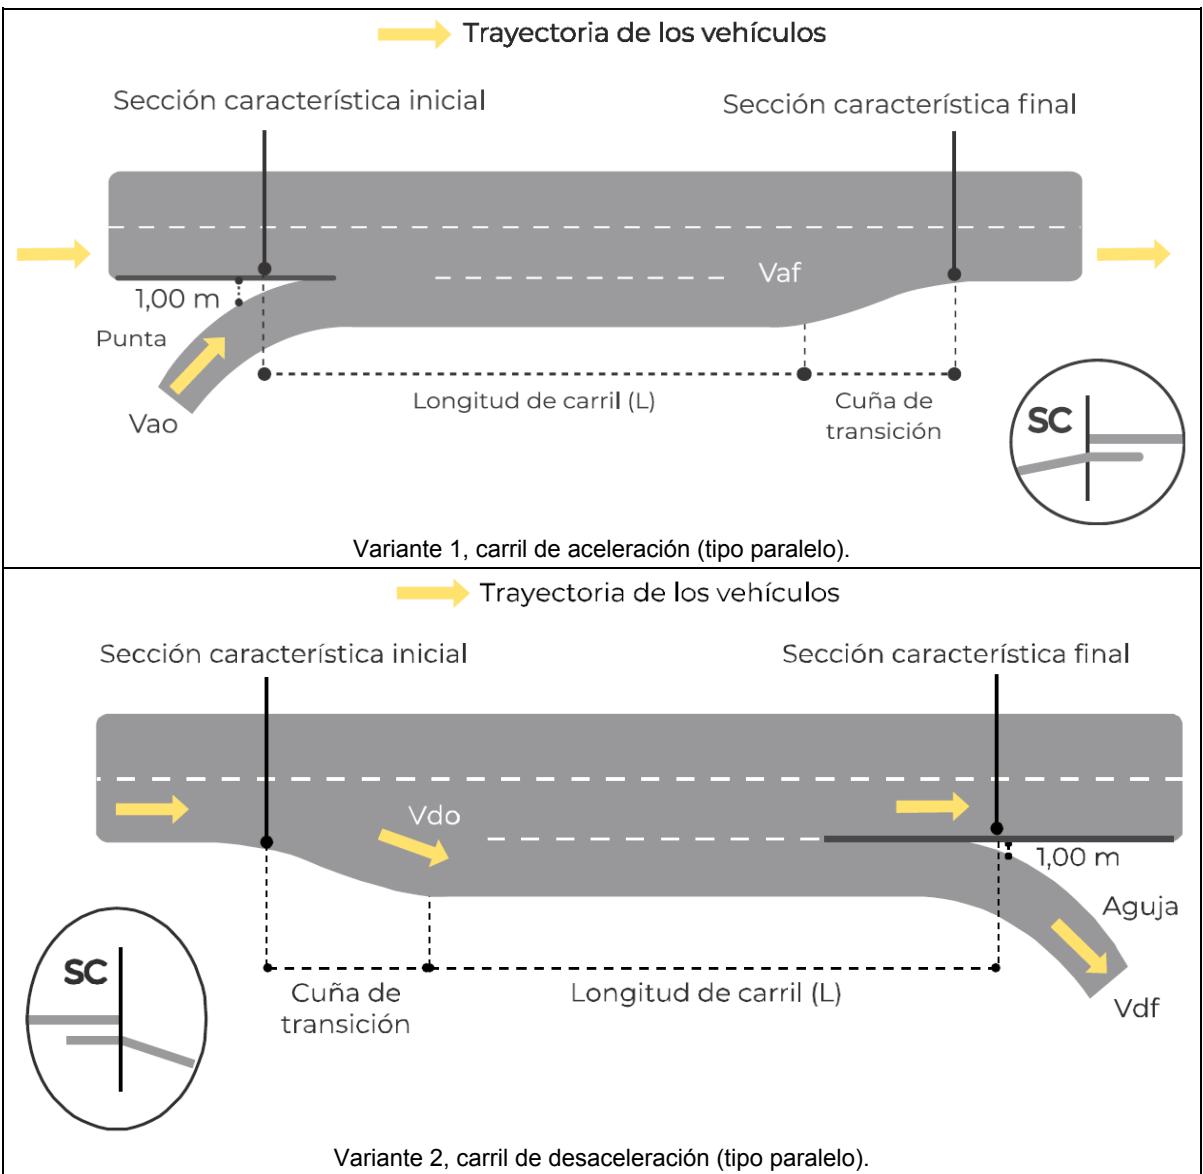 Trayectoria de los vehículos
Sección característica inicial
Sección característica final
Vaf
1,00 m
Punta
Vao
Longitud de carril (L)
Cuña de
transición
SC
Variante 1, carril de aceleración (tipo paralelo).
Trayectoria de los vehículos
Sección característica inicial
Sección característica final
Vdo
1,00 m
Aguja
Vdf
SC
Cuña de
transición
Longitud de carril (L)
Variante 2, carril de desaceleración (tipo paralelo).